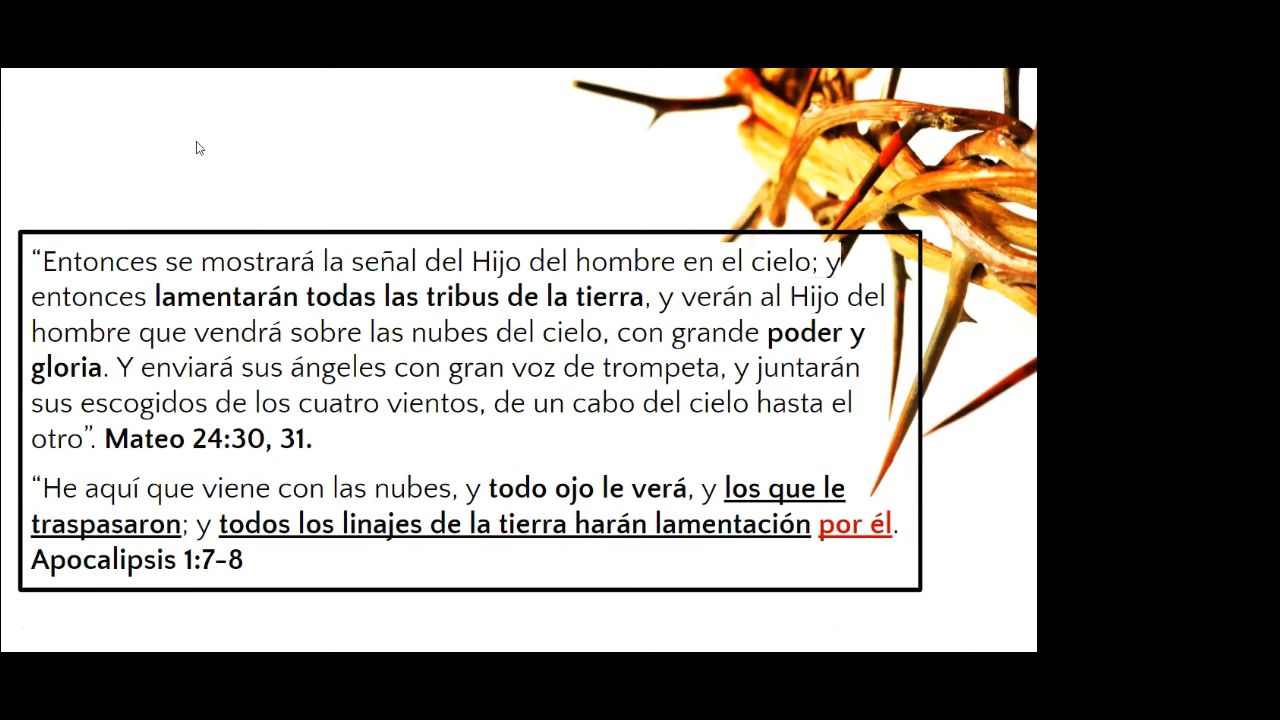 “Entonces se mostrará la señal del Hijo del hombre en el cielo; y
entonces lamentarán todas las tribus de la tierra, y verán al Hijo del
hombre que vendrá sobre las nubes del cielo, con grande poder y
gloria. Y enviará sus ángeles con gran voz de trompeta, y juntarán
sus escogidos de los cuatro vientos, de un cabo del cielo hasta el
otro”. Mateo 24:30, 31.
“He aquí que viene con las nubes, y todo ojo le verá, y los que le
traspasaron; y todos los linajes de la tierra harán lamentación por él.
Apocalipsis 1:7-8